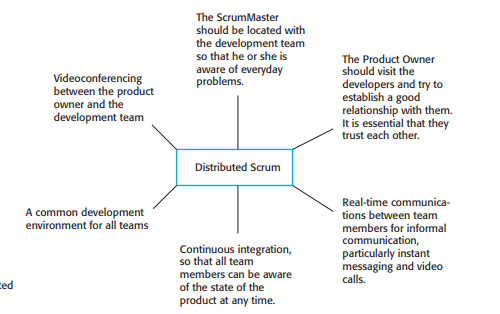 The ScrumMaster
should be located with
the development team
so that he or she is
aware of everyday
problems.
Videoconferencing
between the product
owner and the
development team
The Product Owner
should visit the
developers and try to
establish a good
relationship with them.
It is essential that they
trust each other.
Distributed Scrum
A common development
environment for all teams
Continuous integration,
so that all team
members can be aware
of the state of the
product at any time.
Real-time communica-
tions between team
members for informal
communication,
particularly instant
messaging and video
calls.